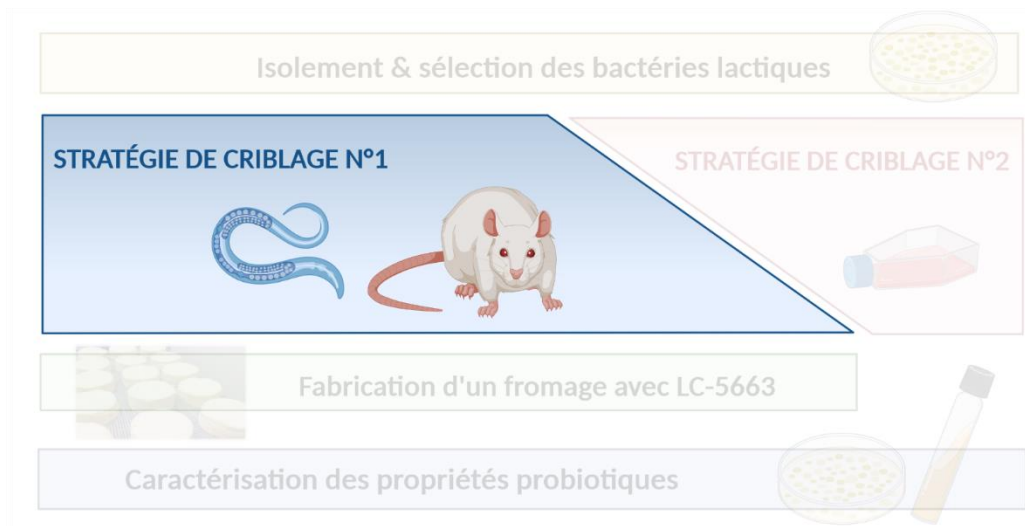 Isolement & sélection des bactéries lactiques
STRATÉGIE DE CRIBLAGE N°1
STRATÉGIE DE CRIBLAGE N°2
Fabrication d'un fromage avec LC-5663
Caractérisation des propriétés probiotiques